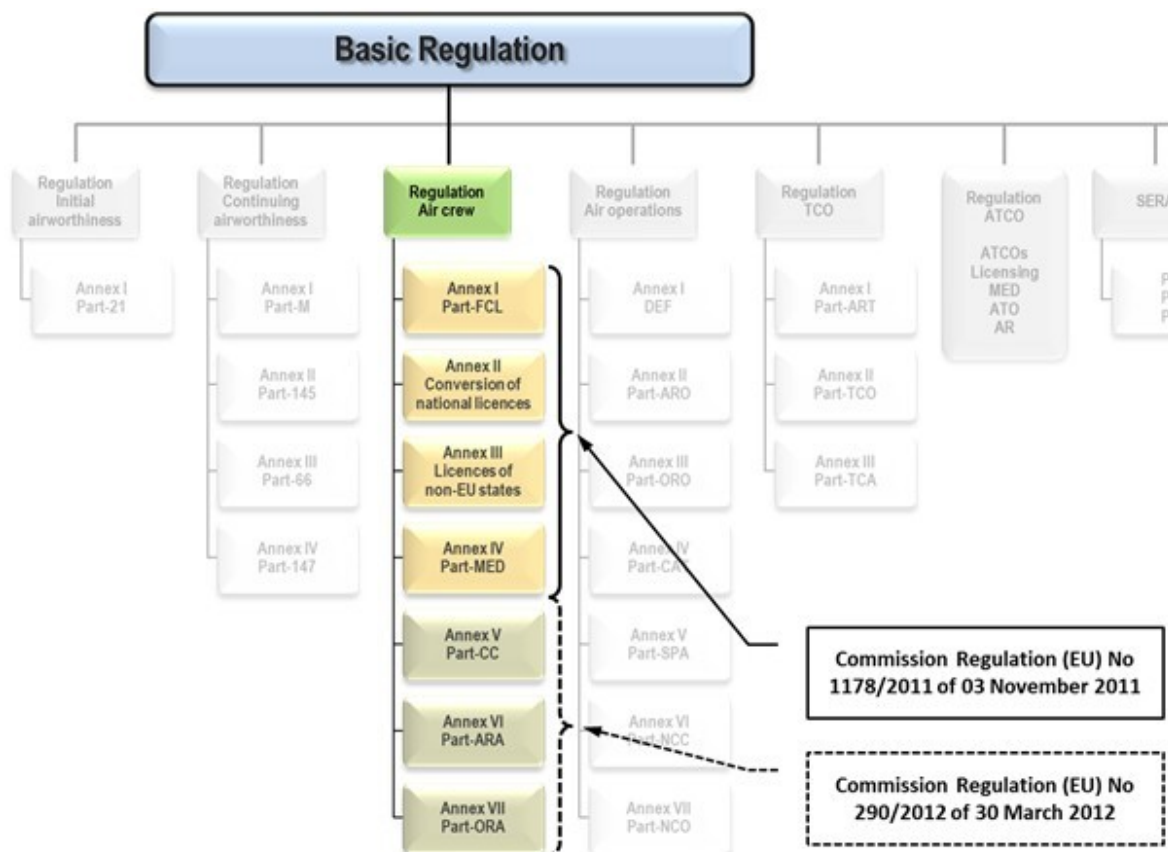 Basic Regulation
Regulation
Initial
airworthiness
Annex I
Part-21
Regulation
Continuing
airworthiness
Annex I
Part-M
Annex II
Part-145
Annex III
Part-66
Annex IV
Part-147
Regulation
Air crew
Annex I
Part-FCL
Annex II
Conversion of
national licences
Annex III
Licences of
non-EU states
Annex IV
Part-MED
Annex V
Part-CC
Annex VI
Part-ARA
Annex VII
Part-ORA
Regulation
Air operations
Annex I
DEF
Annex II
Part-ARO
Annex III
Part-ORO
Annex IV
Part-CAT
Annex V
Part-SPA
Annex VI
Part-NCC
Annex VII
Part-NCO
Regulation
TCO
Annex I
Part-ART
Annex II
Part-TCO
Annex III
Part-TCA
Regulation
ATCO
ATCOs
Licensing
MED
ATO
AR
SERA
P
P
P
Commission Regulation (EU) No
1178/2011 of 03 November 2011
Commission Regulation (EU) No
290/2012 of 30 March 2012